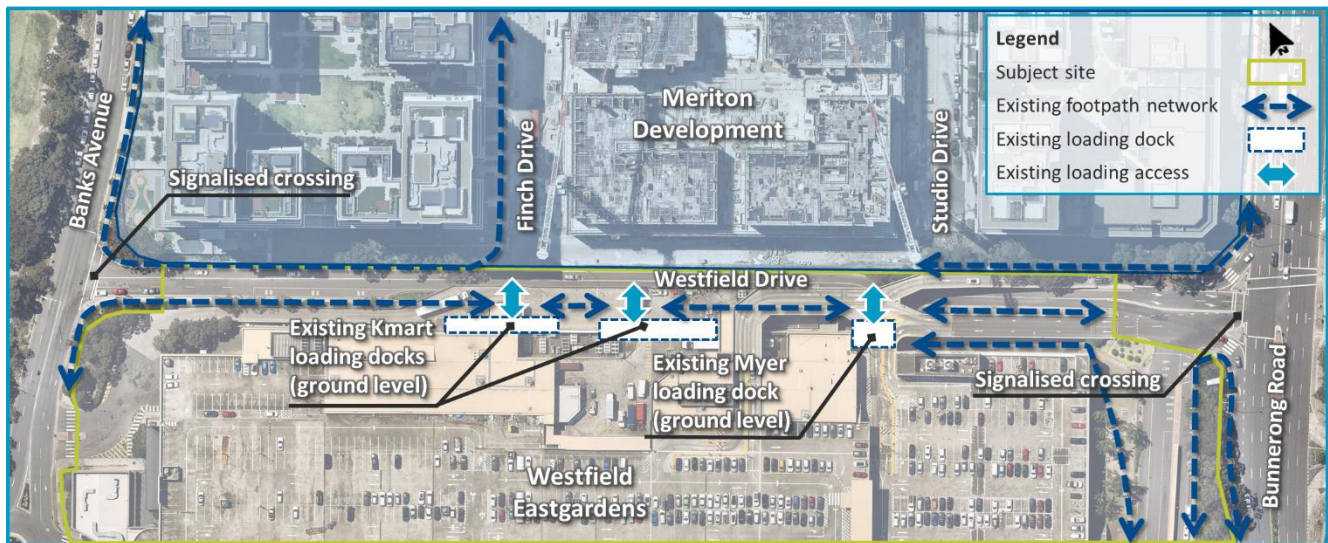 Legend
Subject site
Existing footpath network
Existing loading dock
Existing loading access
Meriton
Development
Banks Avenue
Signalised crossing
Finch Drive
Studio Drive
Westfield Drive
Existing Kmart
loading docks
(ground level)
Existing Myer
loading dock
(ground level)
Signalised crossing
Bunnerong Road
Westfield
Eastgardens